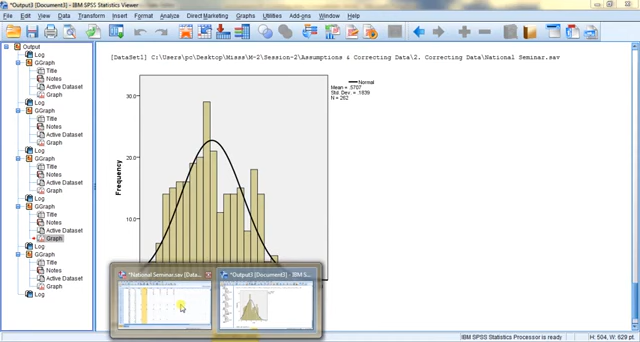 *Output3 [Document3] - IBM SPSS Statistics Viewer
File Edit View Data Transform Insert Format Analyze Direct Marketing Graphs Utilities Add-ons Window Help
Output
Log
GGraph
Title
Notes
Active Dataset
Graph
Log
GGraph
Title
Notes
Active Dataset
Graph
Log
GGraph
Title
Notes
Active Dataset
Graph
Log
GGraph
Title
Notes
Active Dataset
Graph
Log
GGraph
Title
Notes
Active Dataset
Graph
Log
[DataSet1] C:\Users\pc\Desktop\Misss\M-2\Session-2\Assumptions & Correcting Data\2. Correcting Data\National Seminar.sav
Normal
Mean = .5707
Std. Dev. = .1639
N = 262
30.0
20.0
10.0
Frequency
*National Seminar.sav [Data...
*Output3 [Document3] - IBM S...
IBM SPSS Statistics Processor is ready
H: 504, W: 629 pt.